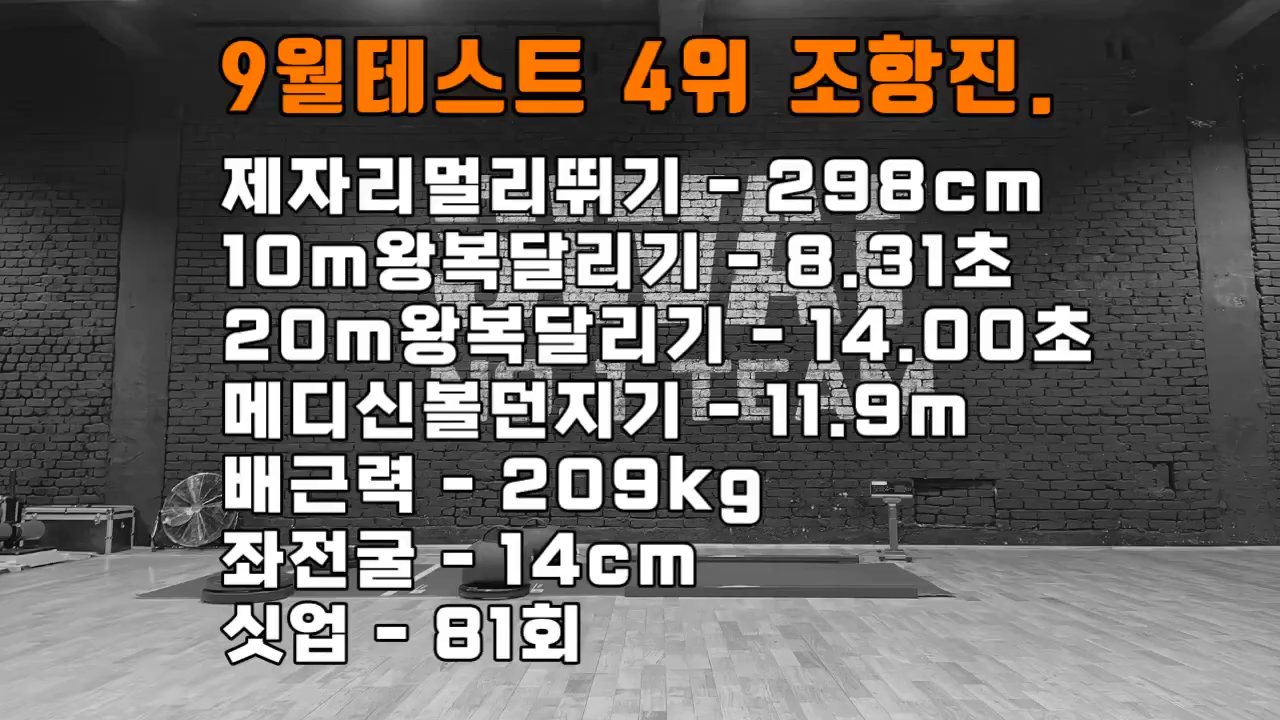 9월테스트 4위 조항진.
제자리멀리뛰기 - 298cm
10m왕복달리기 - 8.31초
20m왕복달리기 - 14.00초
메디신볼던지기 - 11.9m
배근력 - 209kg
좌전굴 - 14cm
싯업 - 81회
NO.1 TEAM